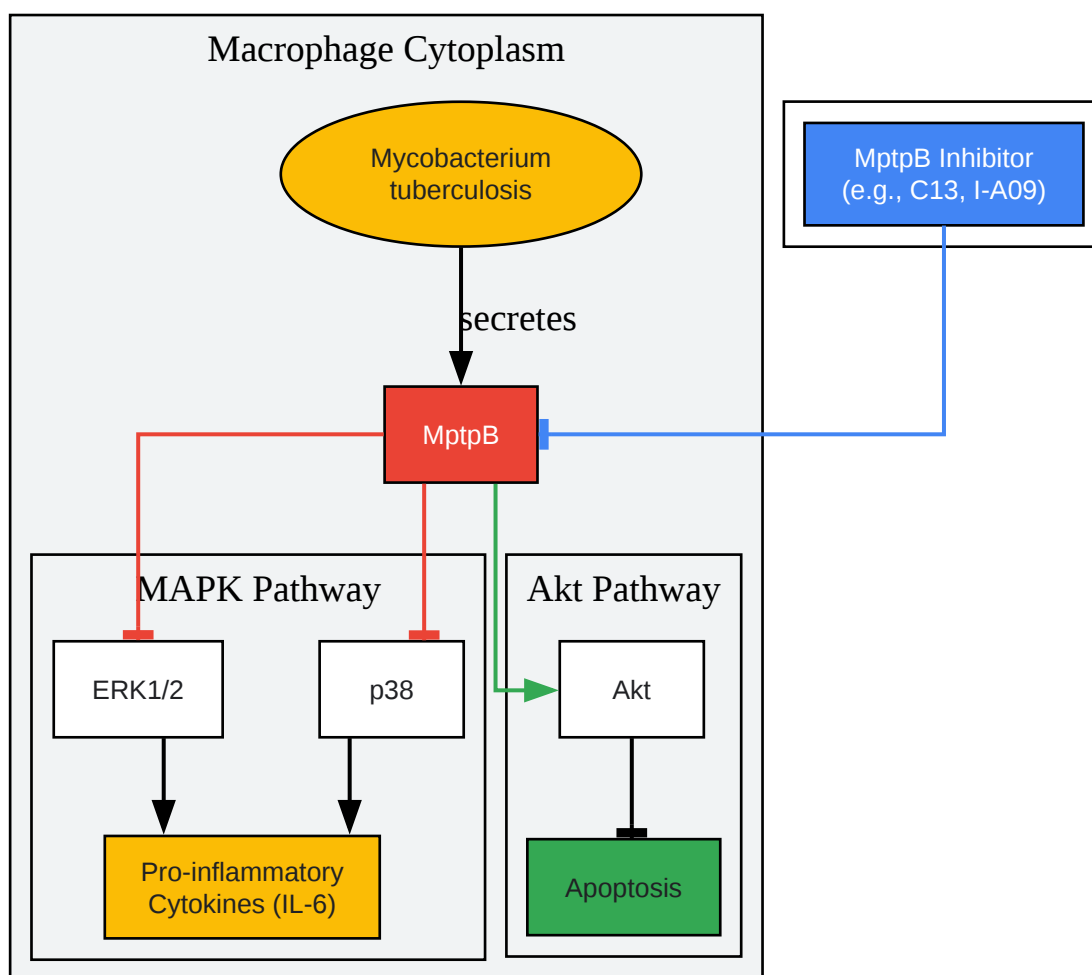 Macrophage Cytoplasm
Mycobacterium
tuberculosis
MptpB Inhibitor
(e.g., C13, I-A09)
secretes
MptpB
MAPK Pathway
Akt Pathway
ERK1/2
p38
Akt
Pro-inflammatory
Cytokines (IL-6)
Apoptosis